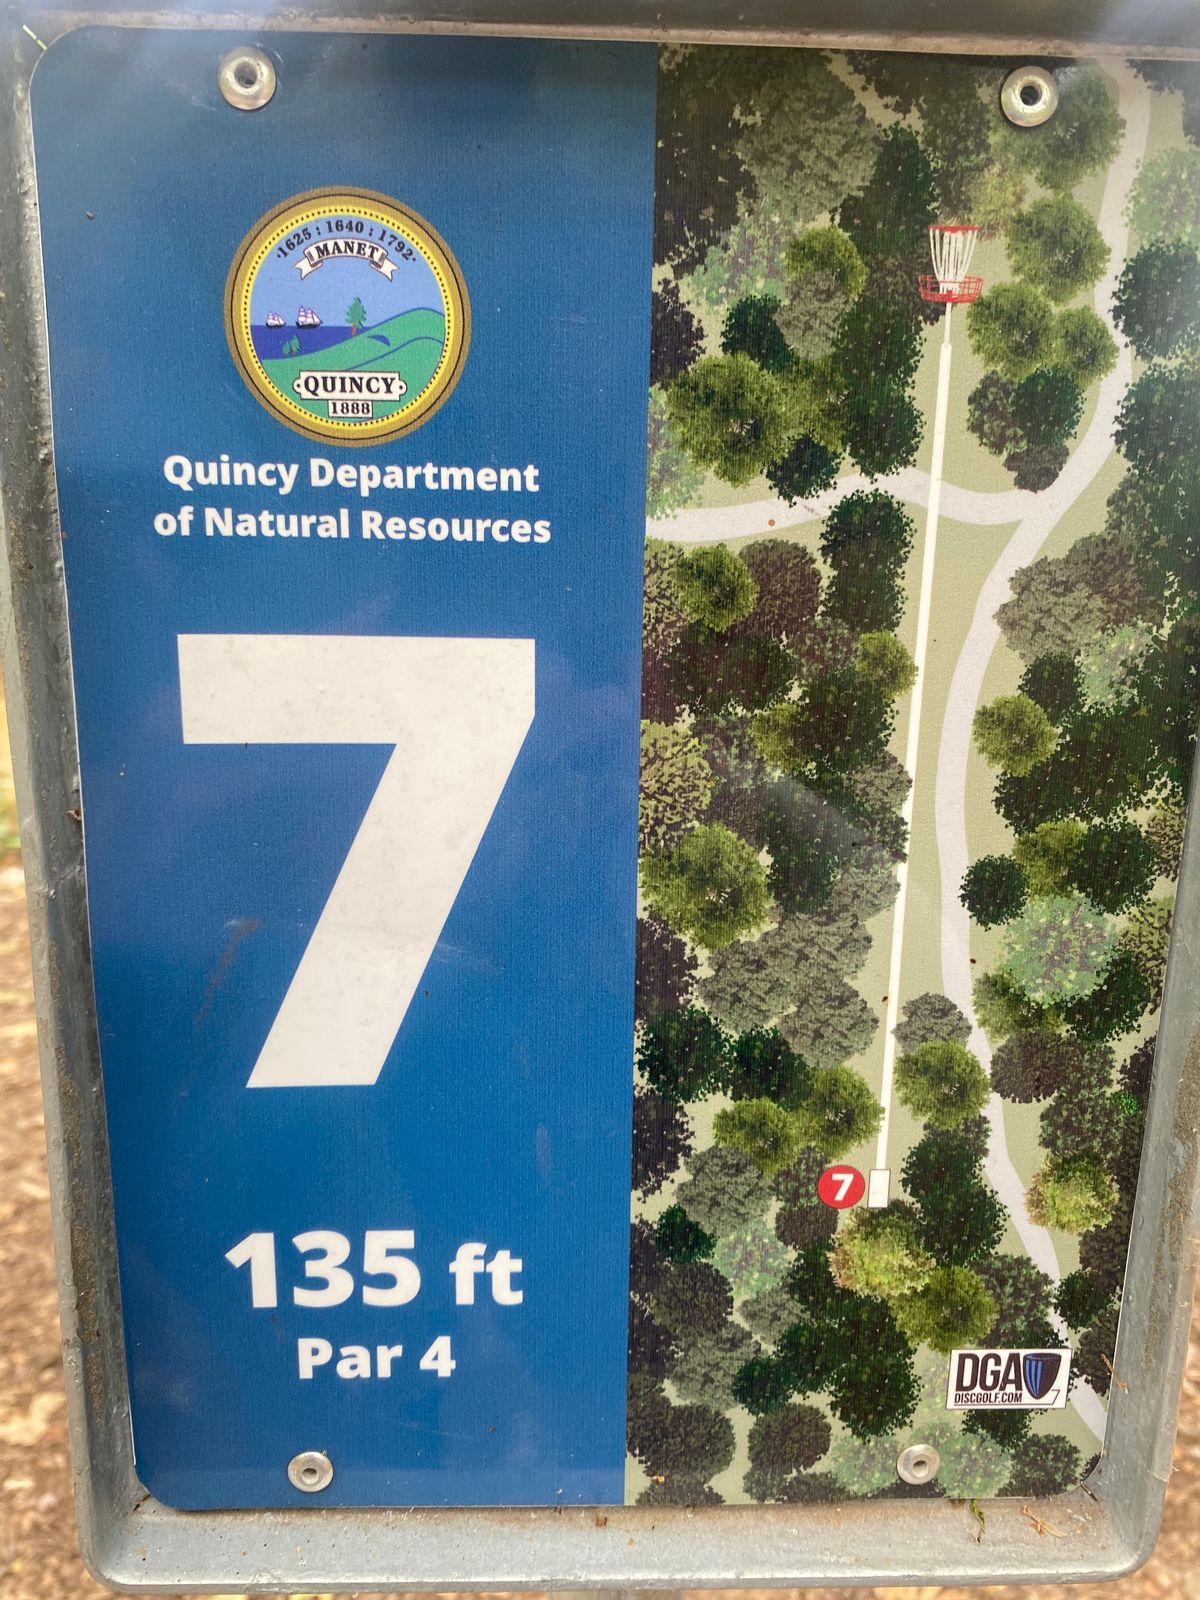 ·1625 : 1640 : 1792·
MANET
QUINCY
1888
Quincy Department
of Natural Resources
7
135 ft
Par 4
7
DGA
DISCGOLF.COM